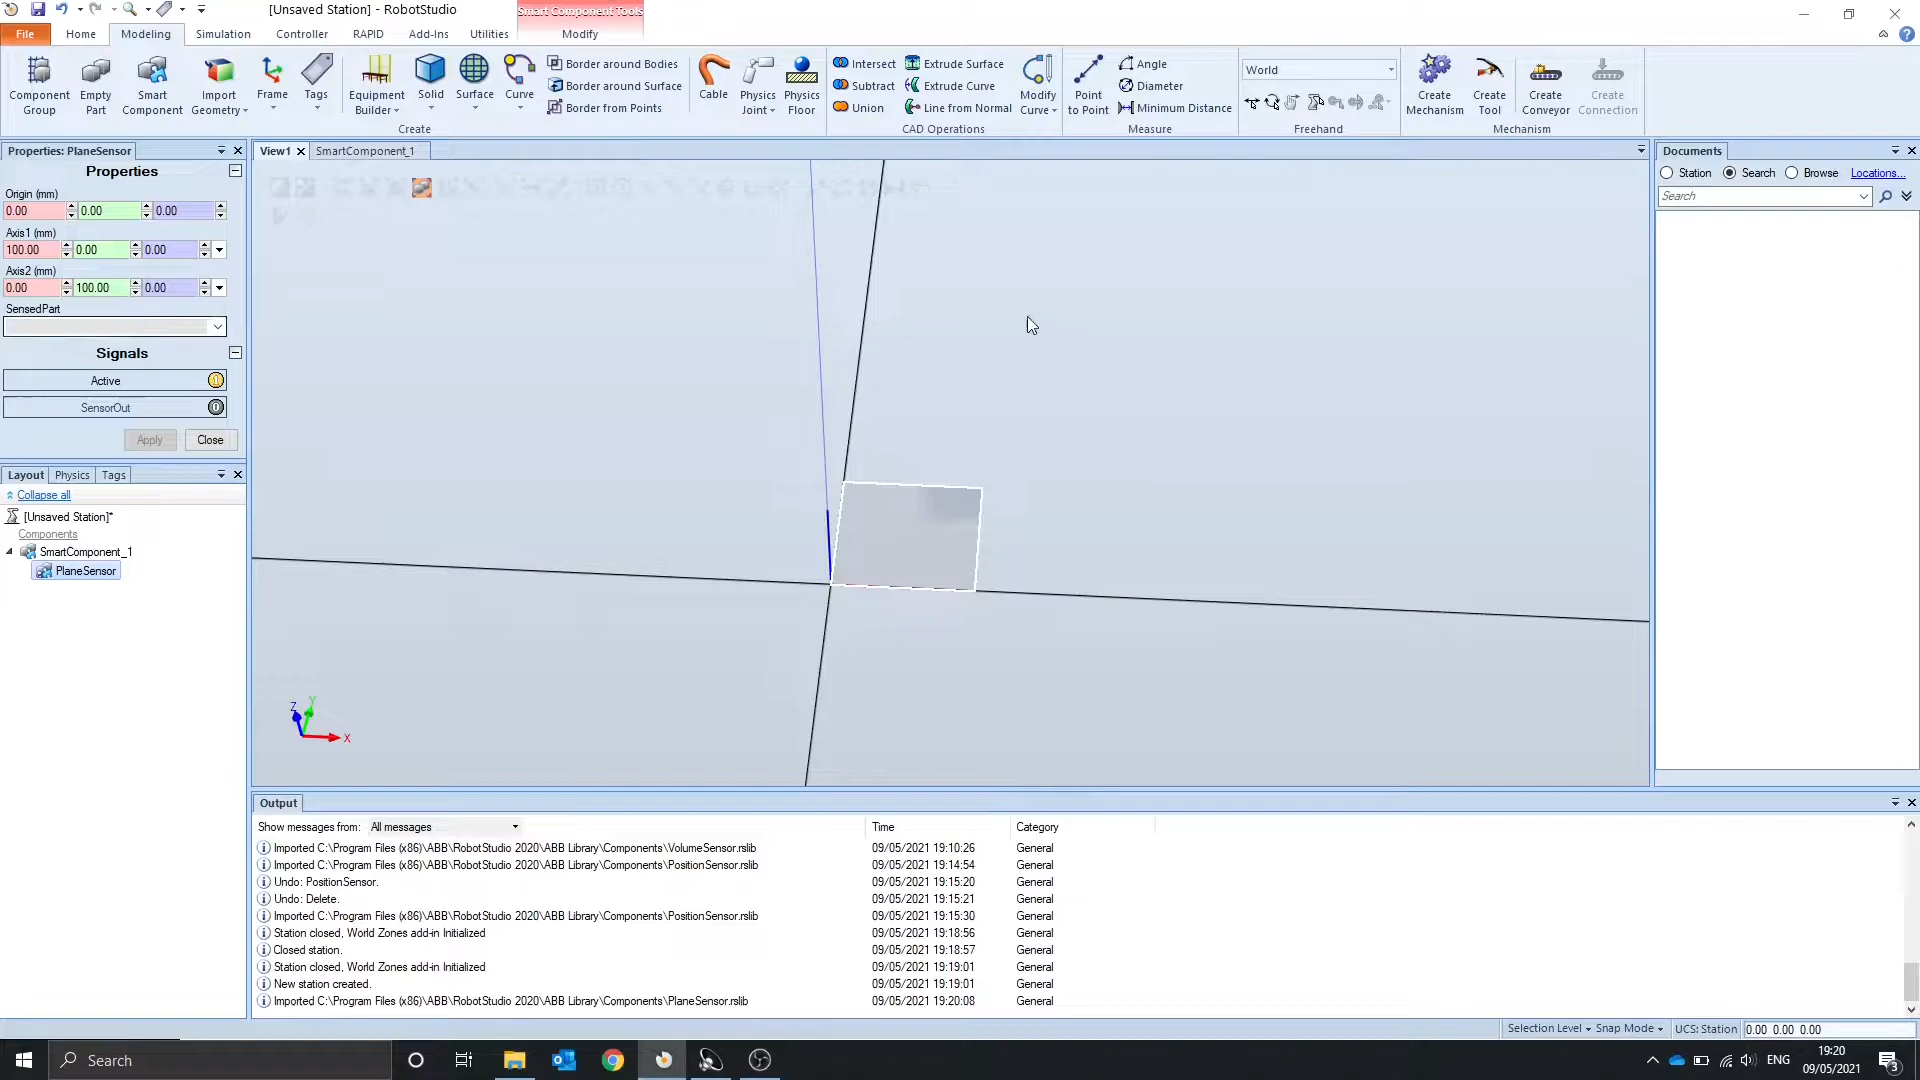 [Unsaved Station] - RobotStudio
Smart Component Tools
File
Home
Modeling
Simulation
Controller
RAPID
Add-Ins
Utilities
Modify
Component Group
Empty Part
Smart Component
Import Geometry
Frame
Tags
Equipment Builder
Solid
Surface
Curve
Border around Bodies
Border around Surface
Border from Points
Create
Cable
Physics Joint
Physics Floor
Intersect
Subtract
Union
Extrude Surface
Extrude Curve
Line from Normal
Modify Curve
CAD Operations
Point to Point
Angle
Diameter
Minimum Distance
Measure
World
Freehand
Create Mechanism
Create Tool
Create Conveyor
Create Connection
Mechanism
Properties: PlaneSensor
Properties
Origin (mm)
0.00 0.00 0.00
Axis1 (mm)
100.00 0.00 0.00
Axis2 (mm)
0.00 100.00 0.00
SensedPart
Signals
Active 1
SensorOut 0
Apply Close
Layout Physics Tags
Collapse all
[Unsaved Station]*
Components
SmartComponent_1
PlaneSensor
View1 SmartComponent_1
Z Y X
Documents
Station Search Browse Locations...
Search
Output
Show messages from: All messages Time Category
Imported C:\Program Files (x86)\ABB\RobotStudio 2020\ABB Library\Components\VolumeSensor.rslib 09/05/2021 19:10:26 General
Imported C:\Program Files (x86)\ABB\RobotStudio 2020\ABB Library\Components\PositionSensor.rslib 09/05/2021 19:14:54 General
Undo: PositionSensor. 09/05/2021 19:15:20 General
Undo: Delete. 09/05/2021 19:15:21 General
Imported C:\Program Files (x86)\ABB\RobotStudio 2020\ABB Library\Components\PositionSensor.rslib 09/05/2021 19:15:30 General
Station closed, World Zones add-in Initialized 09/05/2021 19:18:56 General
Closed station. 09/05/2021 19:18:57 General
Station closed, World Zones add-in Initialized 09/05/2021 19:19:01 General
New station created. 09/05/2021 19:19:01 General
Imported C:\Program Files (x86)\ABB\RobotStudio 2020\ABB Library\Components\PlaneSensor.rslib 09/05/2021 19:20:08 General
Selection Level Snap Mode UCS: Station 0.00 0.00 0.00
Search
ENG
19:20
09/05/2021
3